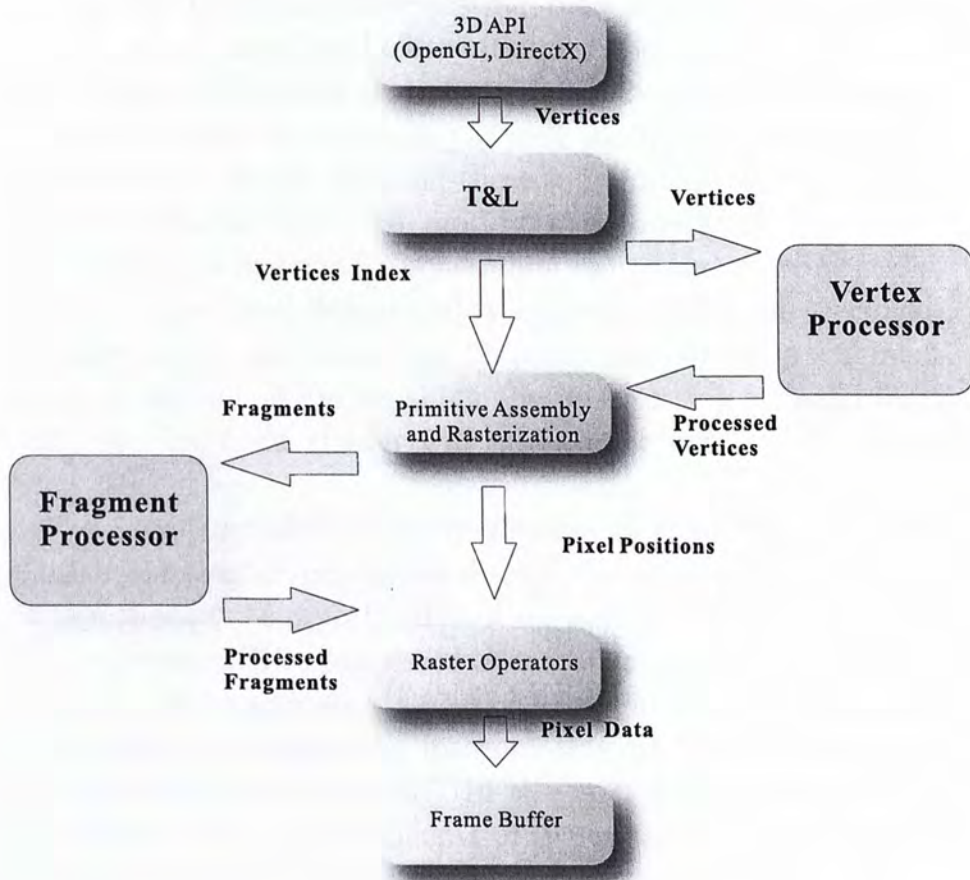 3D API
(OpenGL, DirectX)
Vertices
T&L
Vertices
Vertices Index
Vertex
Processor
Fragments
Primitive Assembly
and Rasterization
Processed
Vertices
Fragment
Processor
Pixel Positions
Processed
Fragments
Raster Operators
Pixel Data
Frame Buffer